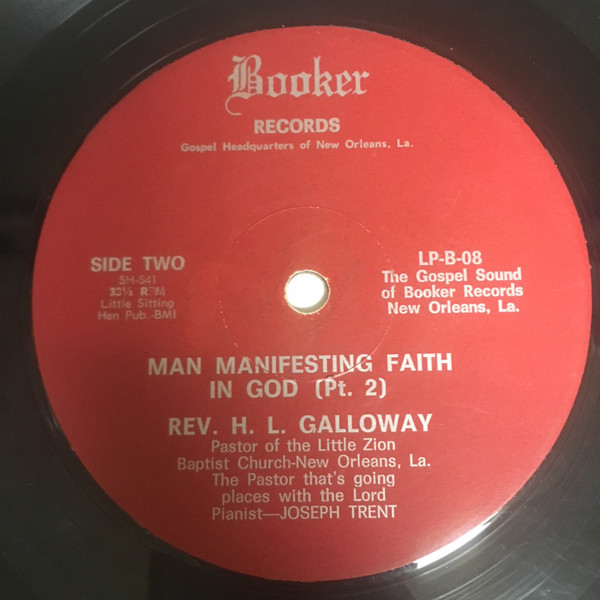 Booker
RECORDS
Gospel Headquarters of New Orleans, La.
SIDE TWO
SH-541
33⅓ RPM
Little Sitting
Hen Pub.-BMI
LP-B-08
The Gospel Sound
of Booker Records
New Orleans, La.
MAN MANIFESTING FAITH
IN GOD (Pt. 2)
REV. H. L. GALLOWAY
Pastor of the Little Zion
Baptist Church-New Orleans, La.
The Pastor that's going
places with the Lord
Pianist—JOSEPH TRENT